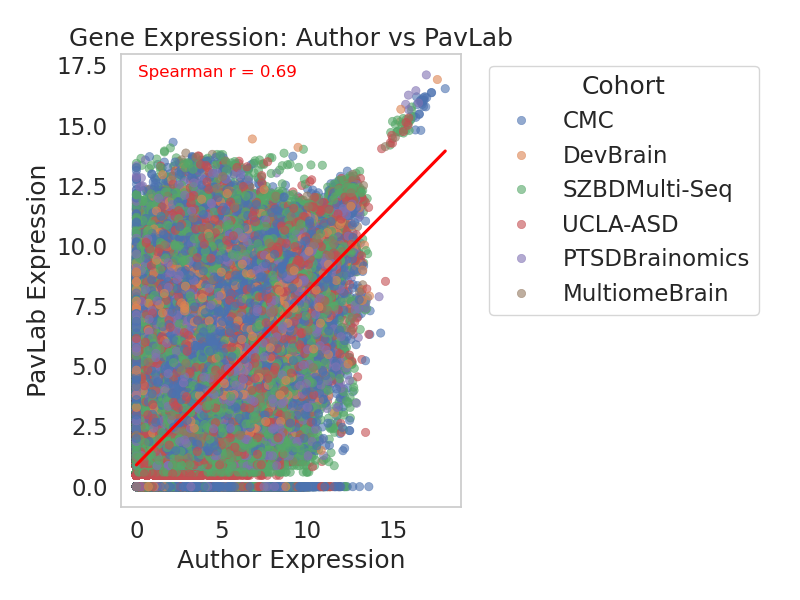 Gene Expression: Author vs PavLab
Spearman r = 0.69
17.5
15.0
12.5
10.0
7.5
5.0
2.5
0.0
PavLab Expression
0 5 10 15
Author Expression
Cohort
CMC
DevBrain
SZBDMulti-Seq
UCLA-ASD
PTSDBrainomics
MultiomeBrain